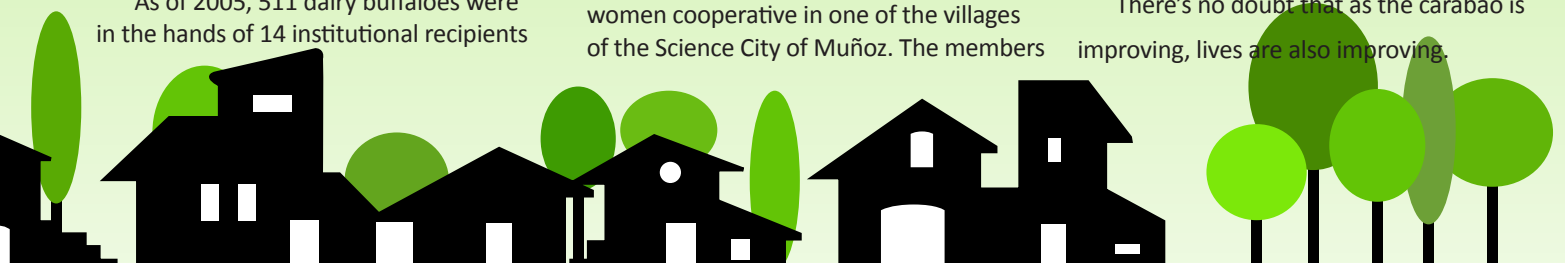 As of 2005, 511 dairy buffaloes were
in the hands of 14 institutional recipients
women cooperative in one of the villages
of the Science City of Muñoz. The members
There's no doubt that as the carabao is
improving, lives are also improving.